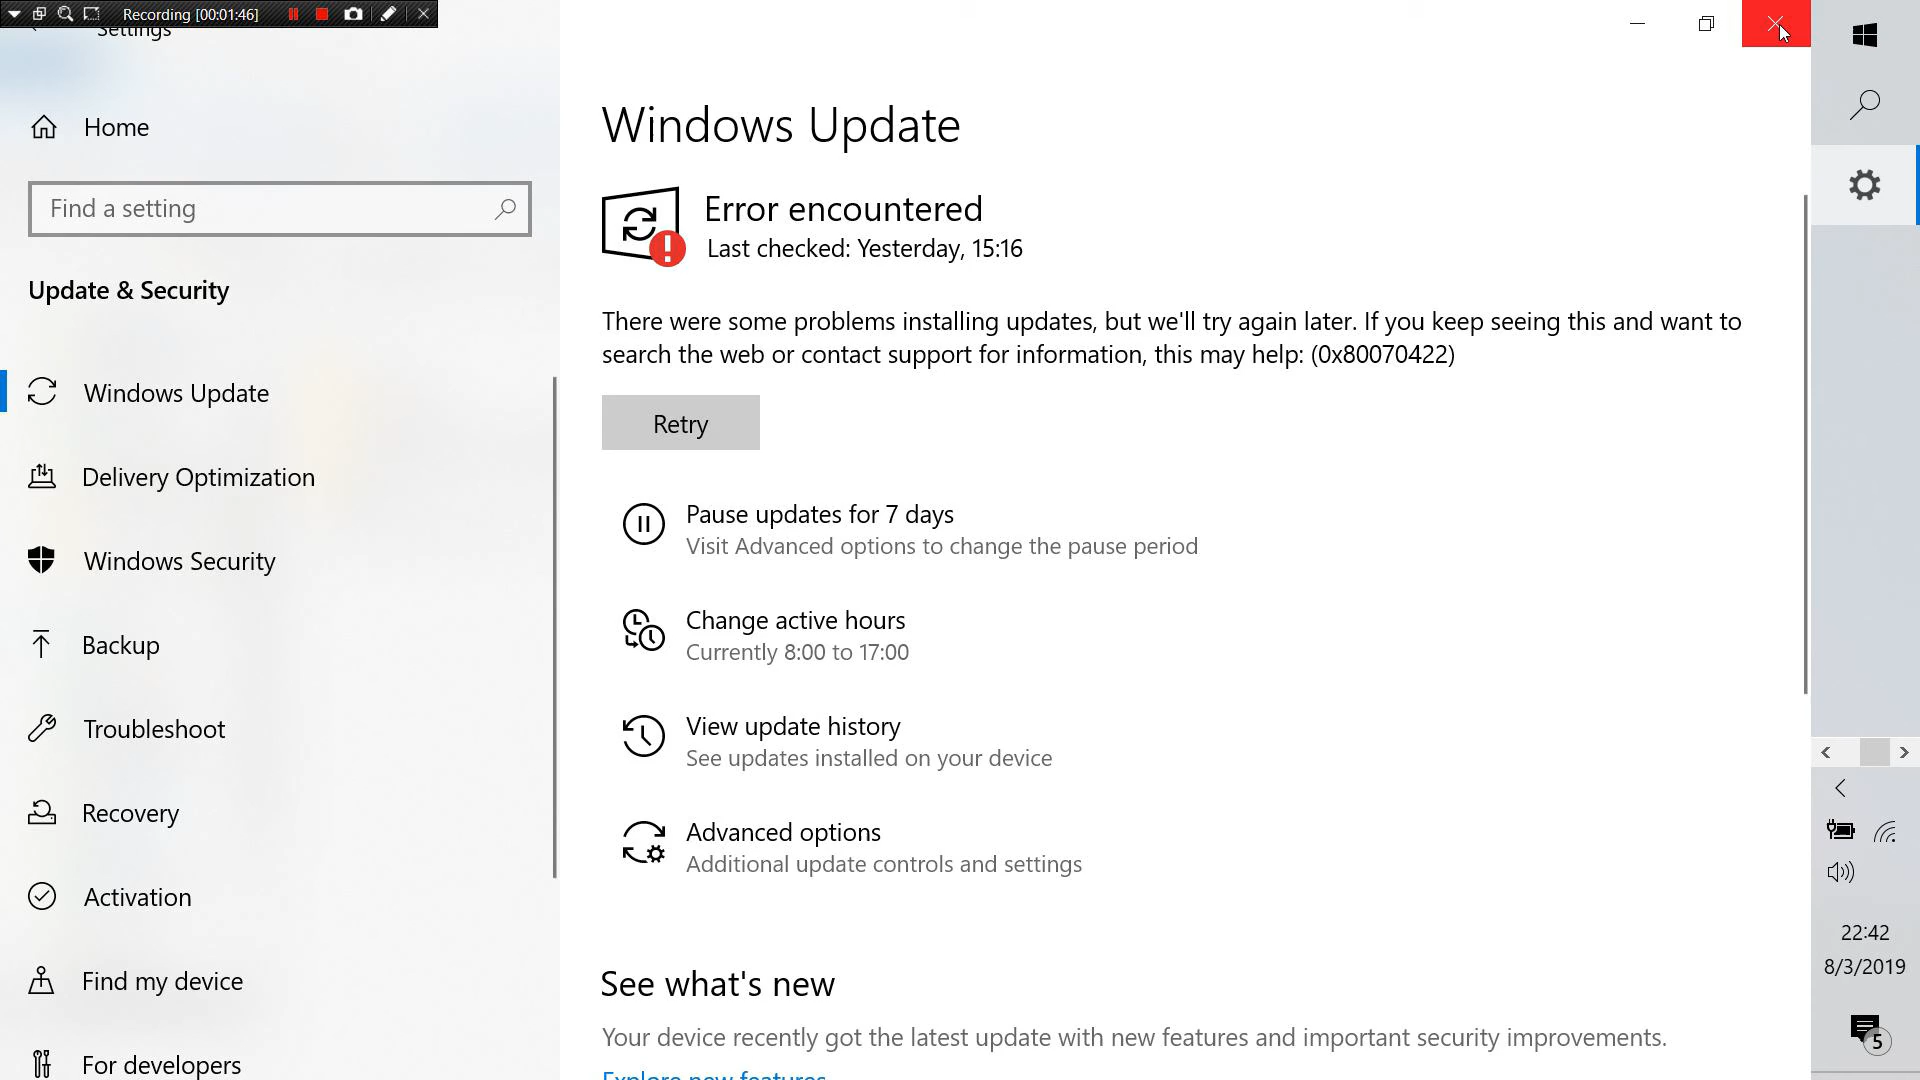 Recording [00:01:46]
Settings
Home
Find a setting
Update & Security
Windows Update
Delivery Optimization
Windows Security
Backup
Troubleshoot
Recovery
Activation
Find my device
For developers
Windows Update
Error encountered
Last checked: Yesterday, 15:16
There were some problems installing updates, but we'll try again later. If you keep seeing this and want to
search the web or contact support for information, this may help: (0x80070422)
Retry
Pause updates for 7 days
Visit Advanced options to change the pause period
Change active hours
Currently 8:00 to 17:00
View update history
See updates installed on your device
Advanced options
Additional update controls and settings
See what's new
Your device recently got the latest update with new features and important security improvements.
Explore new features
22:42
8/3/2019
5